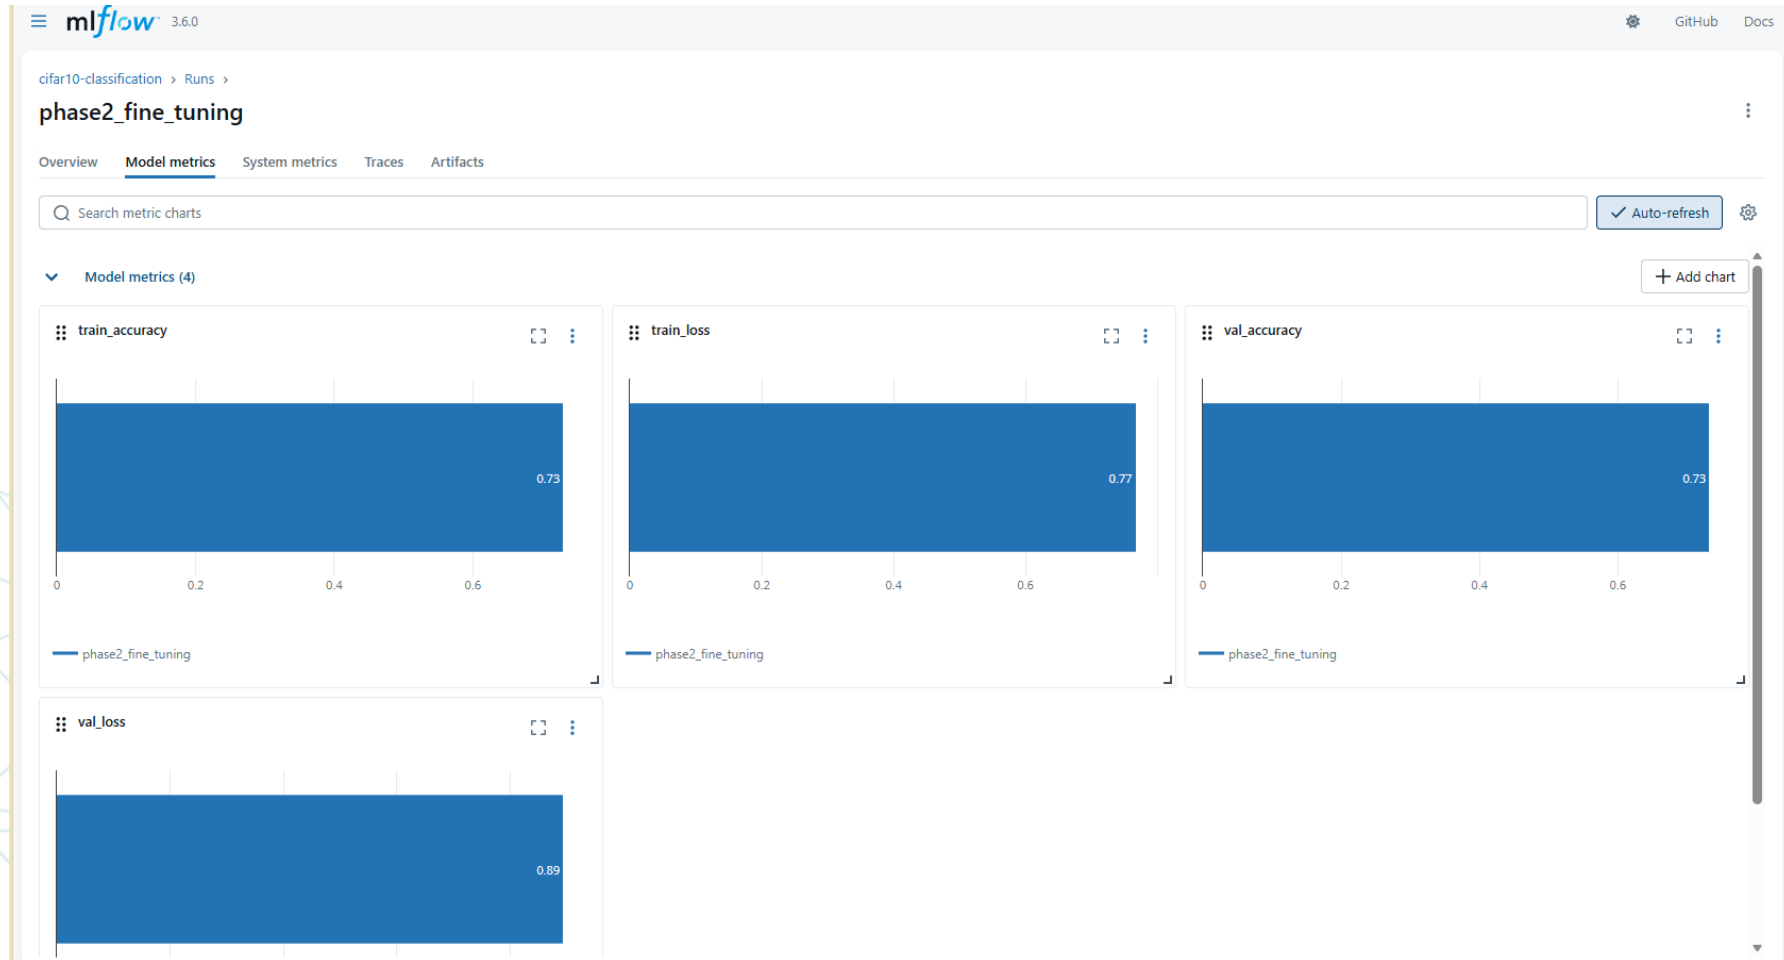 mlflow 3.6.0 GitHub Docs
cifar10-classification › Runs ›
phase2_fine_tuning
Overview Model metrics System metrics Traces Artifacts
Search metric charts Auto-refresh
Model metrics (4) + Add chart
train_accuracy
0.73
0 0.2 0.4 0.6
phase2_fine_tuning
train_loss
0.77
0 0.2 0.4 0.6
phase2_fine_tuning
val_accuracy
0.73
0 0.2 0.4 0.6
phase2_fine_tuning
val_loss
0.89